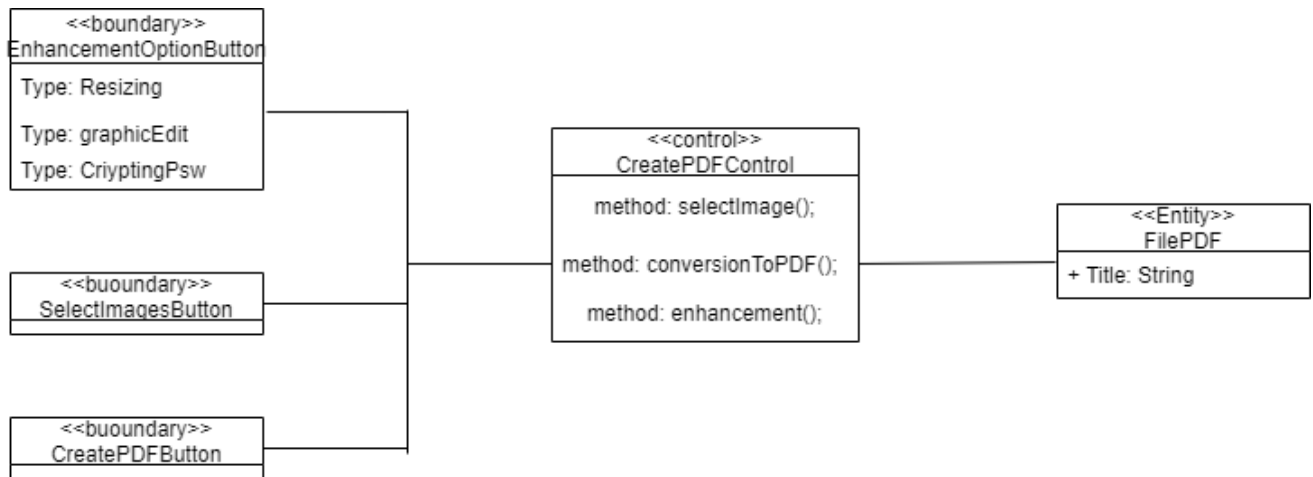 <<boundary>>
EnhancementOptionButton
Type: Resizing
Type: graphicEdit
Type: CriyptingPsw
<<buoundary>>
SelectImagesButton
<<buoundary>>
CreatePDFButton
<<control>>
CreatePDFControl
method: selectImage();
method: conversionToPDF();
method: enhancement();
<<Entity>>
FilePDF
+ Title: String